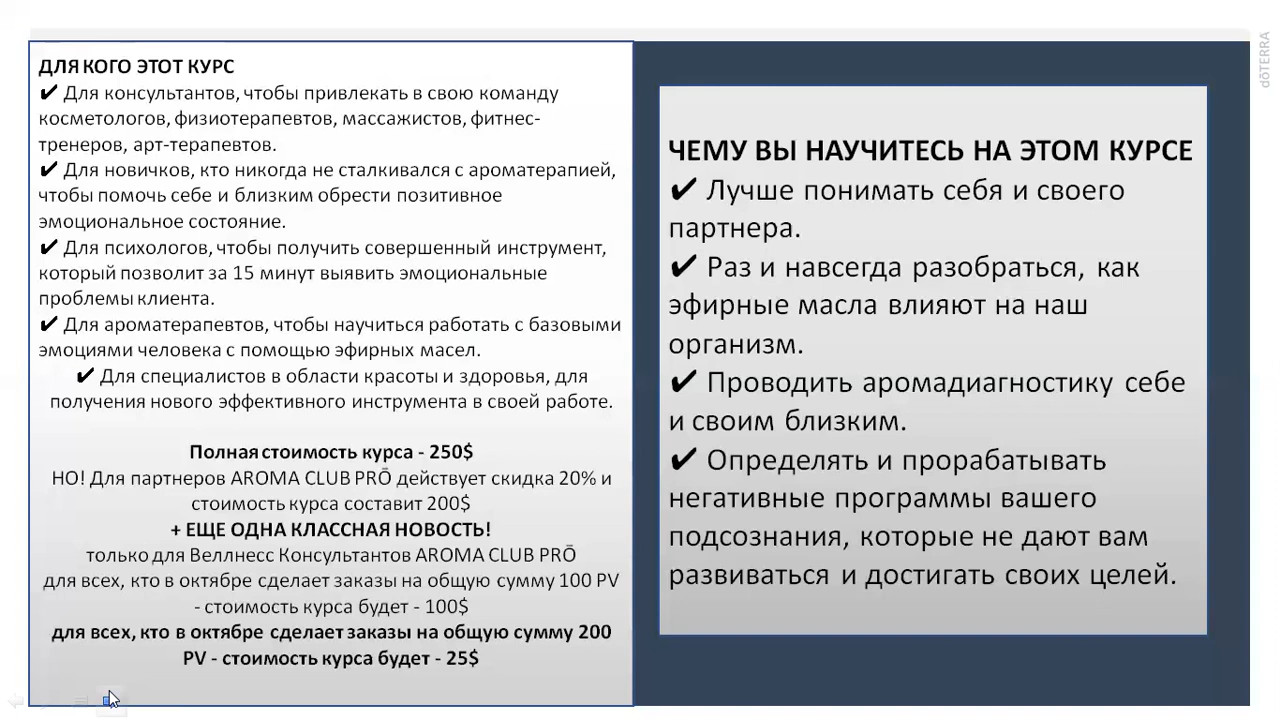 ДЛЯ КОГО ЭТОТ КУРС
✔ Для консультантов, чтобы привлекать в свою команду
косметологов, физиотерапевтов, массажистов, фитнес-
тренеров, арт-терапевтов.
✔ Для новичков, кто никогда не сталкивался с ароматерапией,
чтобы помочь себе и близким обрести позитивное
эмоциональное состояние.
✔ Для психологов, чтобы получить совершенный инструмент,
который позволит за 15 минут выявить эмоциональные
проблемы клиента.
✔ Для ароматерапевтов, чтобы научиться работать с базовыми
эмоциями человека с помощью эфирных масел.
✔ Для специалистов в области красоты и здоровья, для
получения нового эффективного инструмента в своей работе.
Полная стоимость курса - 250$
НО! Для партнеров AROMA CLUB PRŌ действует скидка 20% и
стоимость курса составит 200$
+ ЕЩЕ ОДНА КЛАССНАЯ НОВОСТЬ!
только для Веллнесс Консультантов AROMA CLUB PRŌ
для всех, кто в октябре сделает заказы на общую сумму 100 PV
- стоимость курса будет - 100$
для всех, кто в октябре сделает заказы на общую сумму 200
PV - стоимость курса будет - 25$
ЧЕМУ ВЫ НАУЧИТЕСЬ НА ЭТОМ КУРСЕ
✔ Лучше понимать себя и своего
партнера.
✔ Раз и навсегда разобраться, как
эфирные масла влияют на наш
организм.
✔ Проводить аромадиагностику себе
и своим близким.
✔ Определять и прорабатывать
негативные программы вашего
подсознания, которые не дают вам
развиваться и достигать своих целей.
dōTERRA